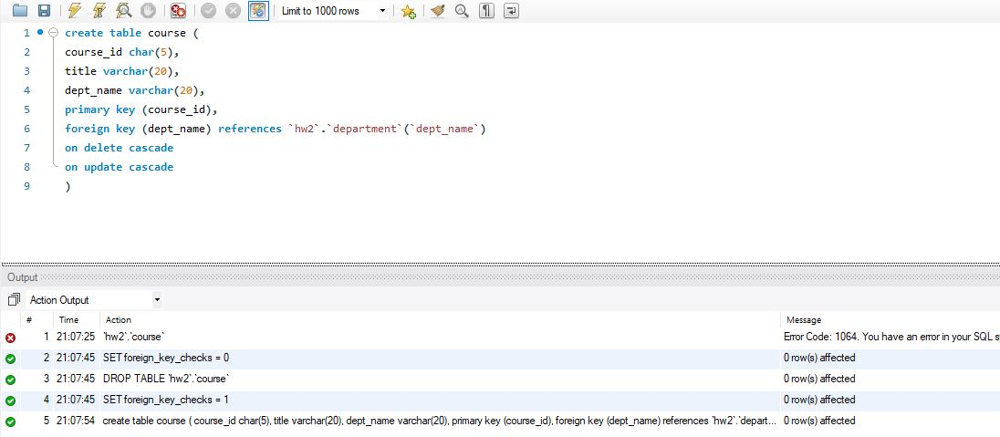 Limit to 1000 rows
1 create table course (
2 course_id char(5),
3 title varchar(20),
4 dept_name varchar(20),
5 primary key (course_id),
6 foreign key (dept_name) references `hw2`.`department`(`dept_name`)
7 on delete cascade
8 on update cascade
9 )
Output
Action Output
# Time Action Message
1 21:07:25 `hw2`.`course` Error Code: 1064. You have an error in your SQL s
2 21:07:45 SET foreign_key_checks = 0 0 row(s) affected
3 21:07:45 DROP TABLE `hw2`.`course` 0 row(s) affected
4 21:07:45 SET foreign_key_checks = 1 0 row(s) affected
5 21:07:54 create table course ( course_id char(5), title varchar(20), dept_name varchar(20), primary key (course_id), foreign key (dept_name) references `hw2`.`depart... 0 row(s) affected